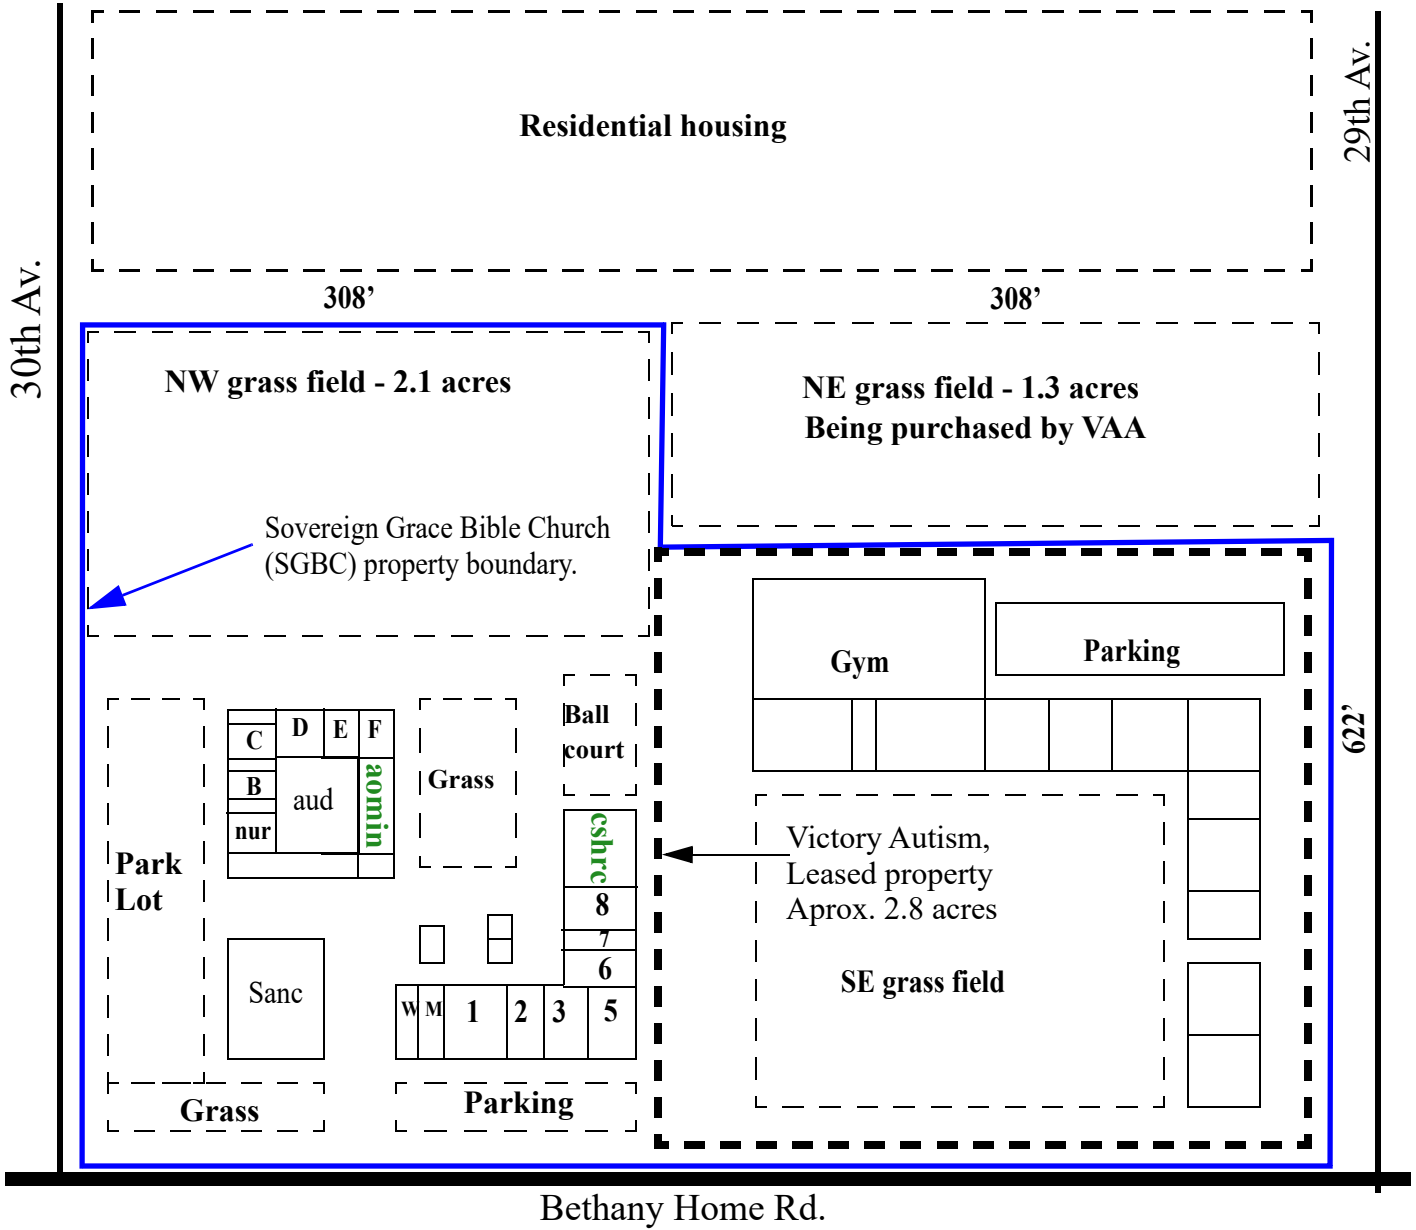 29th Av.
Residential housing
30th Av.
308’
308’
NW grass field - 2.1 acres
NE grass field - 1.3 acres
Being purchased by VAA
Sovereign Grace Bible Church
(SGBC) property boundary.
Gym
Parking
622’
Ball
court
C
D
E
F
B
aud
aomin
nur
Grass
cshrc
Park
Lot
8
7
6
Victory Autism,
Leased property
Aprox. 2.8 acres
SE grass field
Sanc
W
M
1
2
3
5
Grass
Parking
Bethany Home Rd.